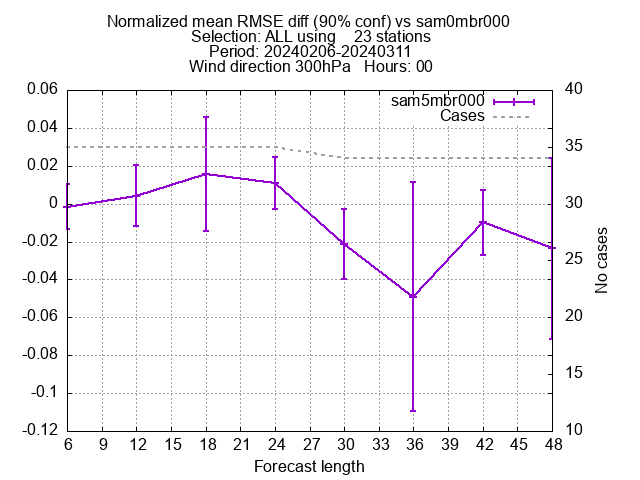 Normalized mean RMSE diff (90% conf) vs sam0mbr000
Selection: ALL using    23 stations
Period: 20240206-20240311
Wind direction 300hPa   Hours: 00
sam5mbr000
Cases
0.06
0.04
0.02
0
-0.02
-0.04
-0.06
-0.08
-0.1
-0.12
40
35
30
25
20
15
10
No cases
6 12 15 18 21 24 27 30 33 36 39 42 45 48
Forecast length